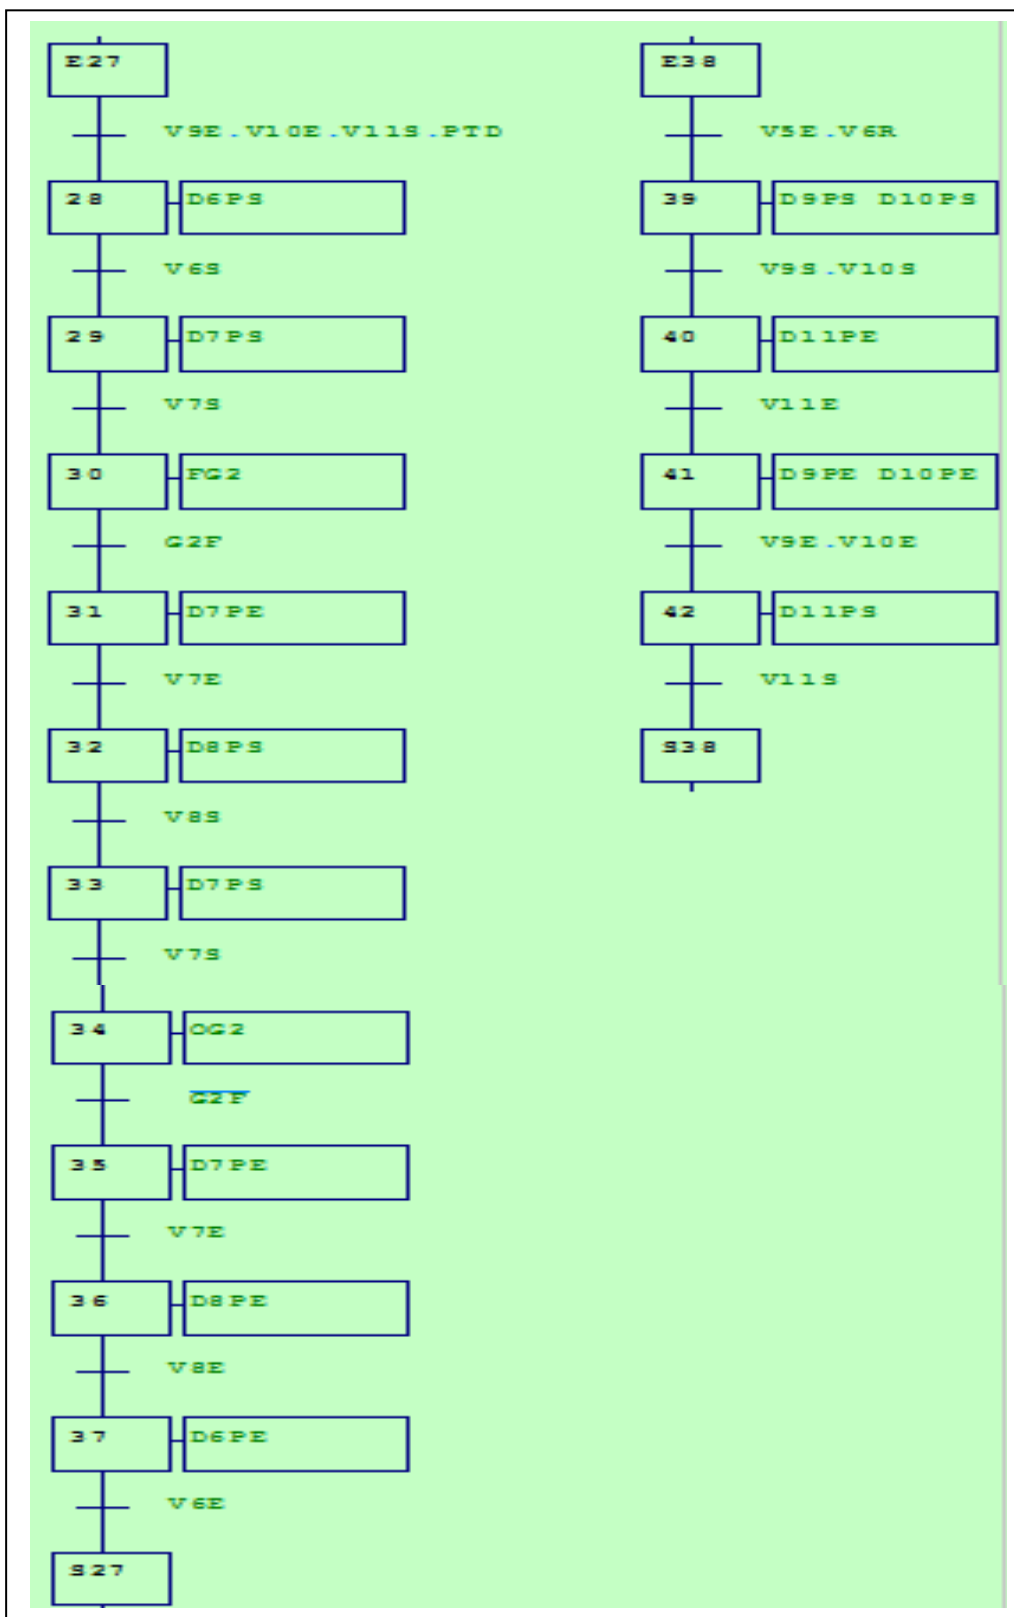 E27
V9E.V10E.V11S.PTD
28 D6PS
V6S
29 D7PS
V7S
30 FG2
G2F
31 D7PE
V7E
32 D8PS
V8S
33 D7PS
V7S
34 OG2
G2F
35 D7PE
V7E
36 D8PE
V8E
37 D6PE
V6E
S27
E38
V5E.V6R
39 D9PS D10PS
V9S.V10S
40 D11PE
V11E
41 D9PE D10PE
V9E.V10E
42 D11PS
V11S
S38